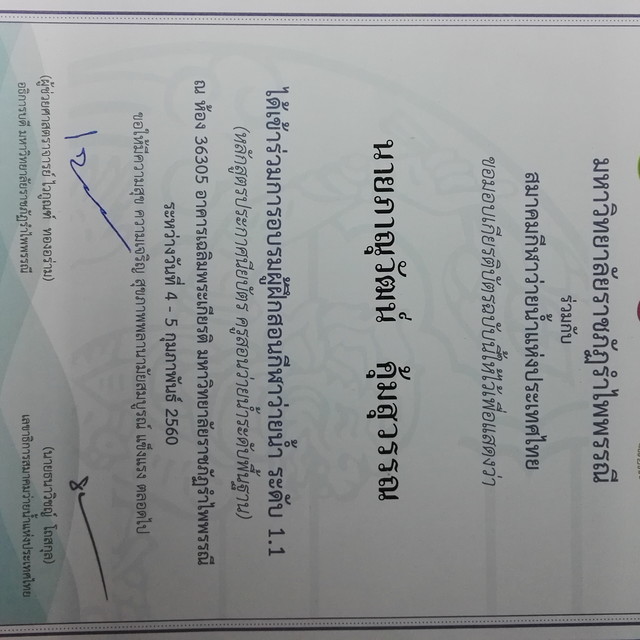 มหาวิทยาลัยราชภัฏรำไพพรรณี
ร่วมกับ
สมาคมกีฬาว่ายน้ำแห่งประเทศไทย
ขอมอบเกียรติบัตรฉบับนี้ให้ไว้เพื่อแสดงว่า
นายภาณุวัฒน์ คุ้มสุวรรณ
ได้เข้าร่วมการอบรมผู้ฝึกสอนกีฬาว่ายน้ำ ระดับ 1.1
(หลักสูตรประกาศนียบัตร ครูสอนว่ายน้ำระดับพื้นฐาน)
ณ ห้อง 36305 อาคารเฉลิมพระเกียรติ มหาวิทยาลัยราชภัฏรำไพพรรณี
ระหว่างวันที่ 4 - 5 กุมภาพันธ์ 2560
ขอให้มีความสุข ความเจริญ สุขภาพพลานามัยสมบูรณ์ แข็งแรง ตลอดไป
(ผู้ช่วยศาสตราจารย์ ไวกูณฑ์ ทองอร่าม)
อธิการบดี มหาวิทยาลัยราชภัฏรำไพพรรณี
(นายธนาวิชญ์ โถสกุล)
เลขาธิการสมาคมว่ายน้ำแห่งประเทศไทย